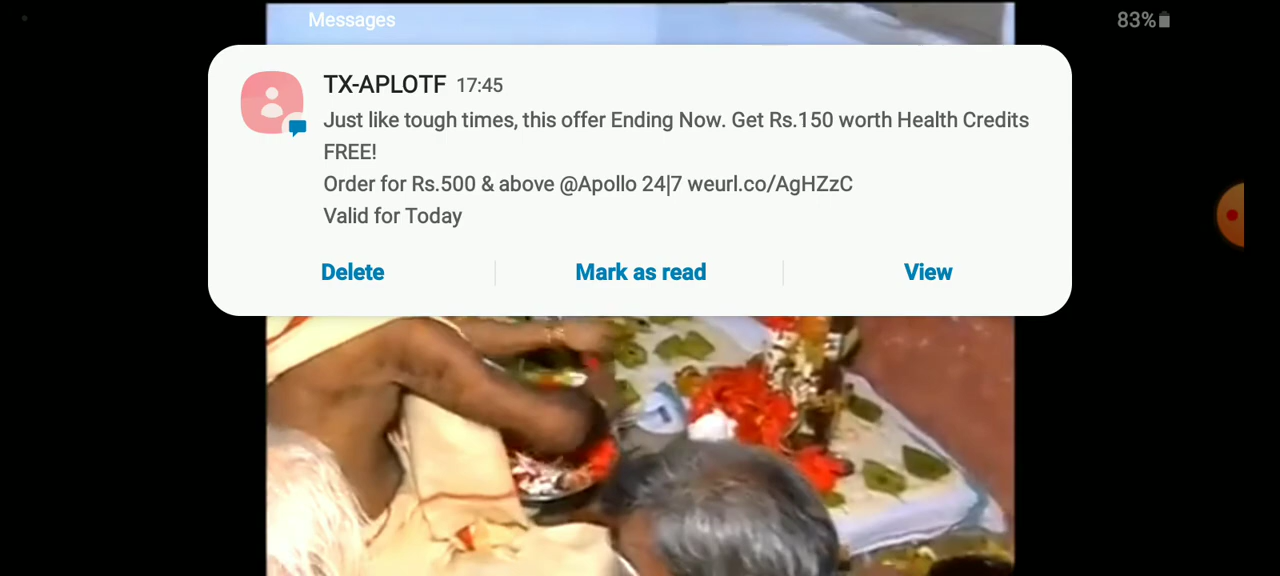 Messages
83%
TX-APLOTF 17:45
Just like tough times, this offer Ending Now. Get Rs.150 worth Health Credits
FREE!
Order for Rs.500 & above @Apollo 24|7 weurl.co/AgHZzC
Valid for Today
Delete
Mark as read
View